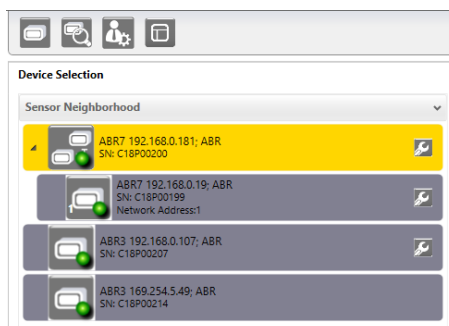 Device Selection
Sensor Neighborhood
ABR7 192.168.0.181; ABR
SN: C18P00200
ABR7 192.168.0.19; ABR
SN: C18P00199
Network Address:1
ABR3 192.168.0.107; ABR
SN: C18P00207
ABR3 169.254.5.49; ABR
SN: C18P00214